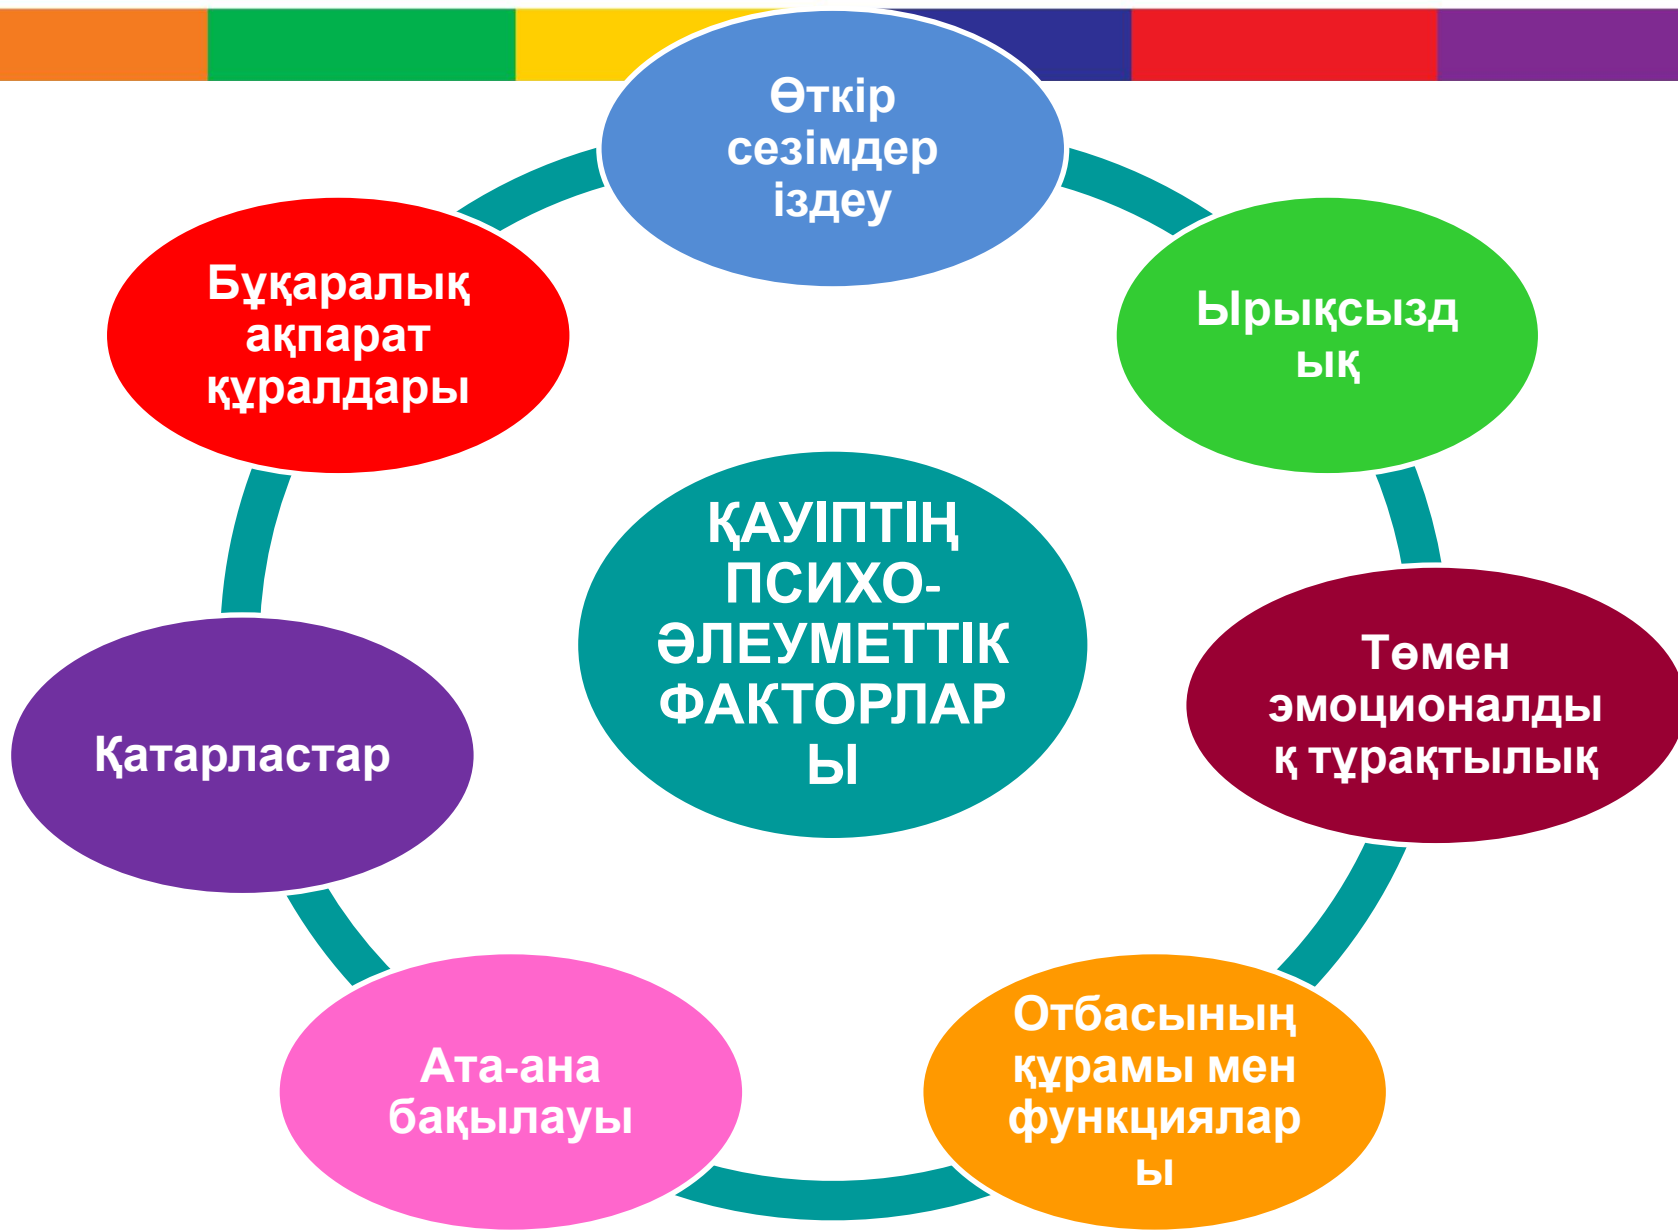 Өткір
сезімдер
іздеу
Ырықсызд
ық
Төмен
эмоционалды
қ тұрақтылық
Отбасының
құрамы мен
функциялар
ы
Ата-ана
бақылауы
Қатарластар
Бұқаралық
ақпарат
құралдары
ҚАУІПТІҢ
ПСИХО-
ӘЛЕУМЕТТІК
ФАКТОРЛАР
Ы